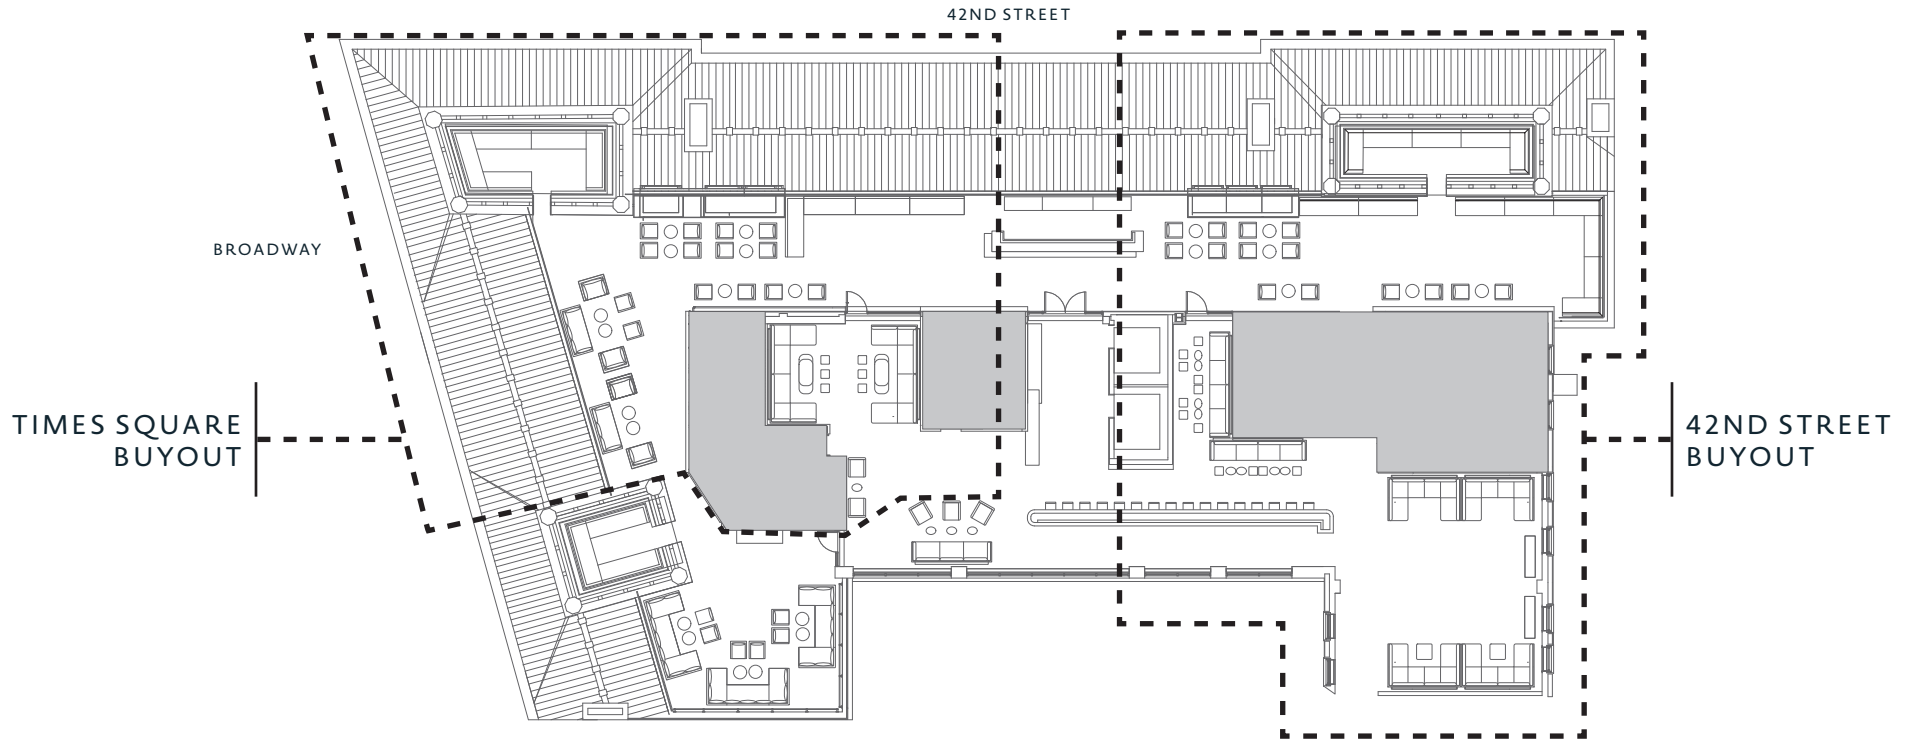 42ND STREET
BROADWAY
TIMES SQUARE
BUYOUT
42ND STREET
BUYOUT